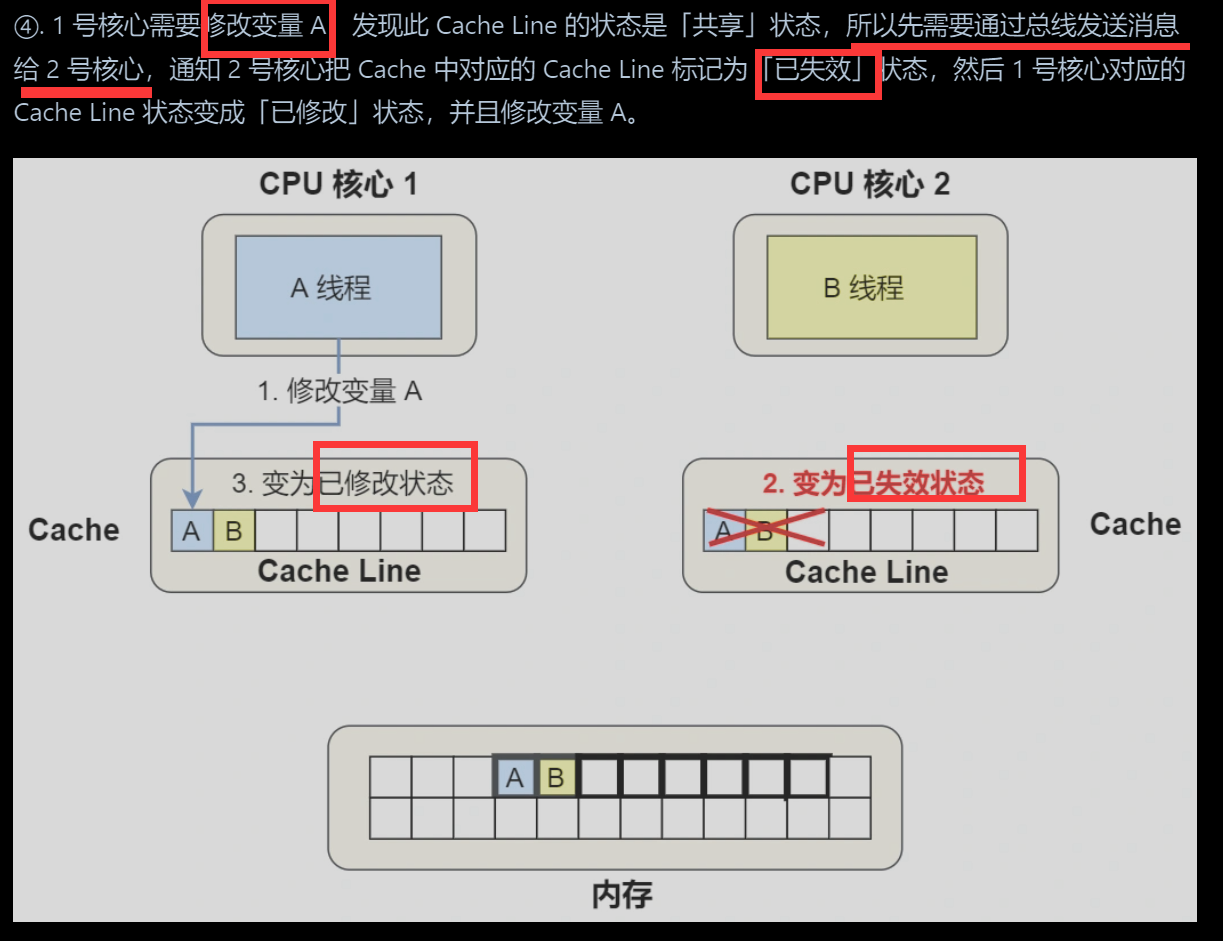 ④. 1 号核心需要修改变量 A 发现此 Cache Line 的状态是「共享」状态，所以先需要通过总线发送消息
给 2 号核心，通知 2 号核心把 Cache 中对应的 Cache Line 标记为「已失效」状态，然后 1 号核心对应的
Cache Line 状态变成「已修改」状态，并且修改变量 A。
CPU 核心 1
CPU 核心 2
A 线程
B 线程
1. 修改变量 A
3. 变为已修改状态
2. 变为已失效状态
Cache
A B
A B
Cache
Cache Line
Cache Line
A B
内存